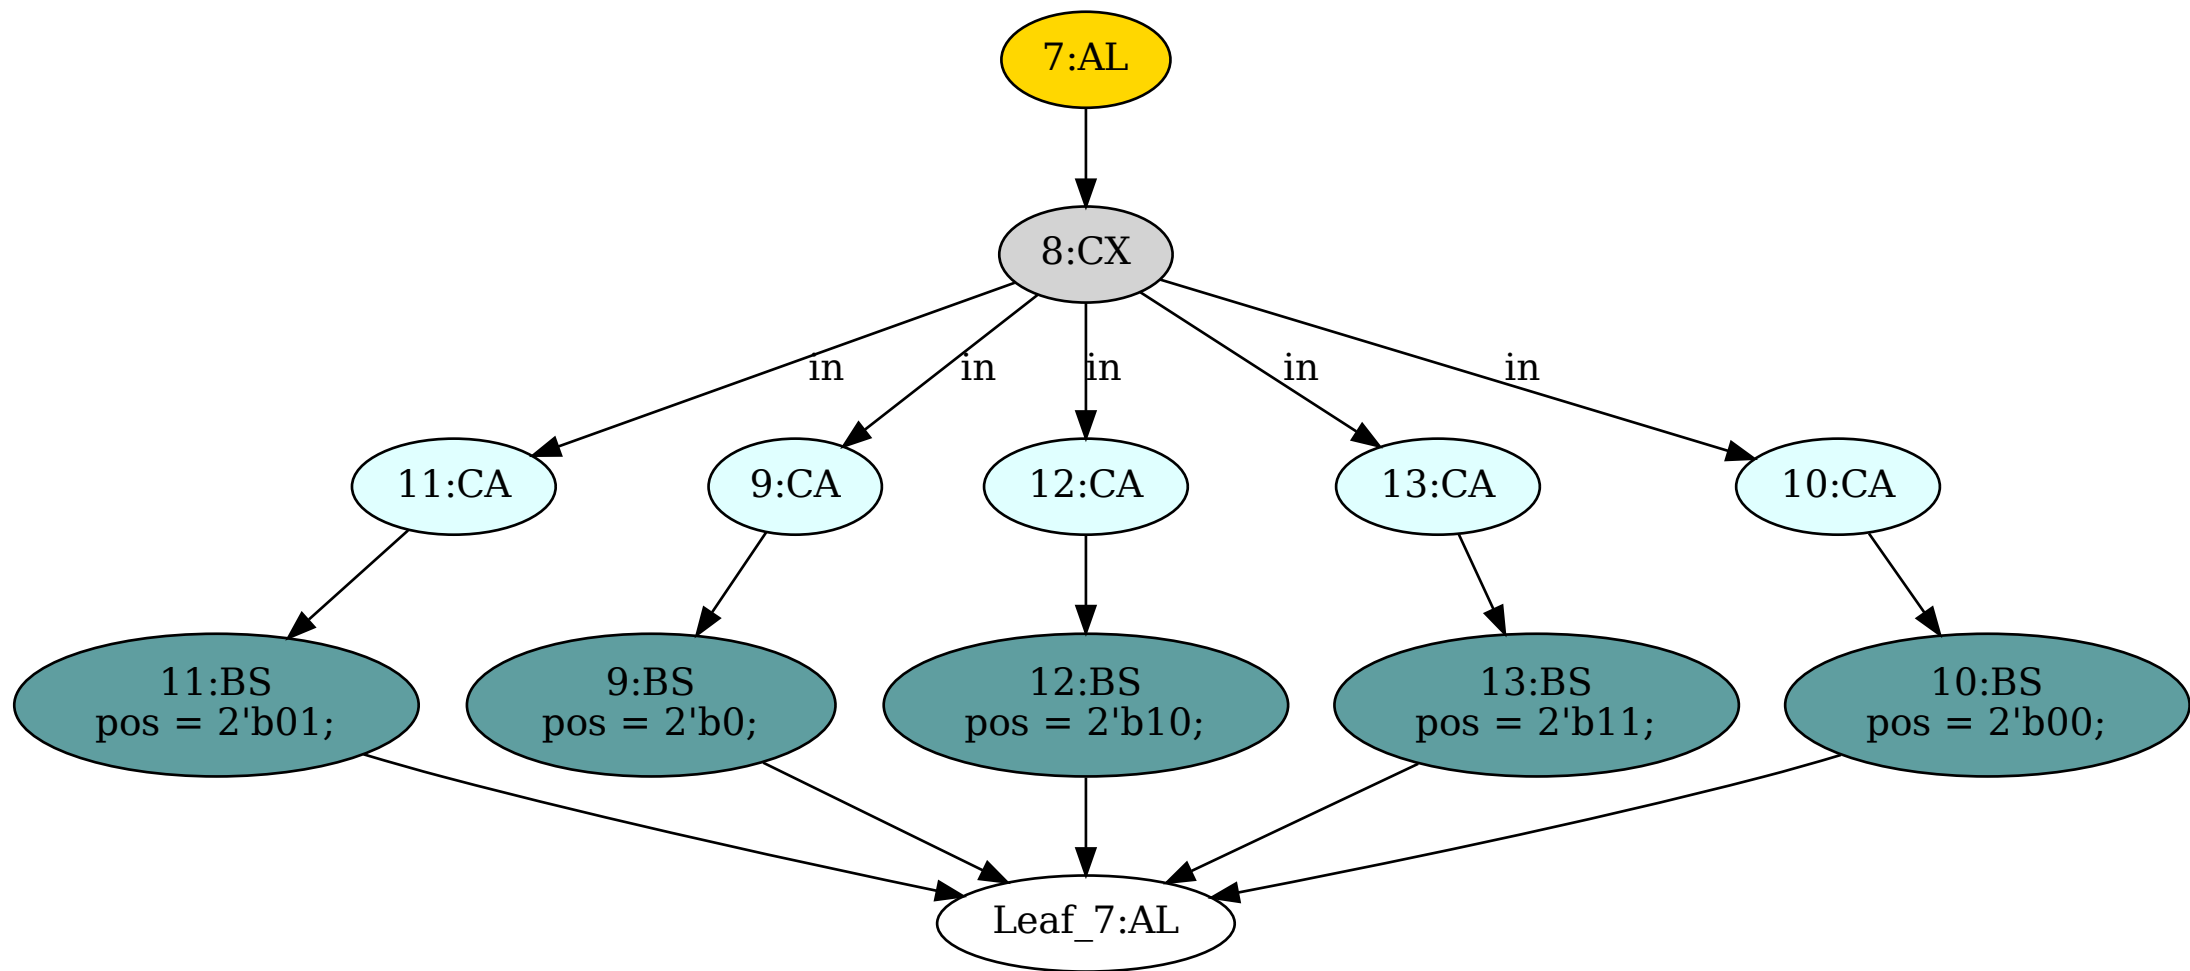 7:AL
8:CX
in
in
in
in
in
11:CA
9:CA
12:CA
13:CA
10:CA
11:BS
pos = 2'b01;
9:BS
pos = 2'b0;
12:BS
pos = 2'b10;
13:BS
pos = 2'b11;
10:BS
pos = 2'b00;
Leaf_7:AL